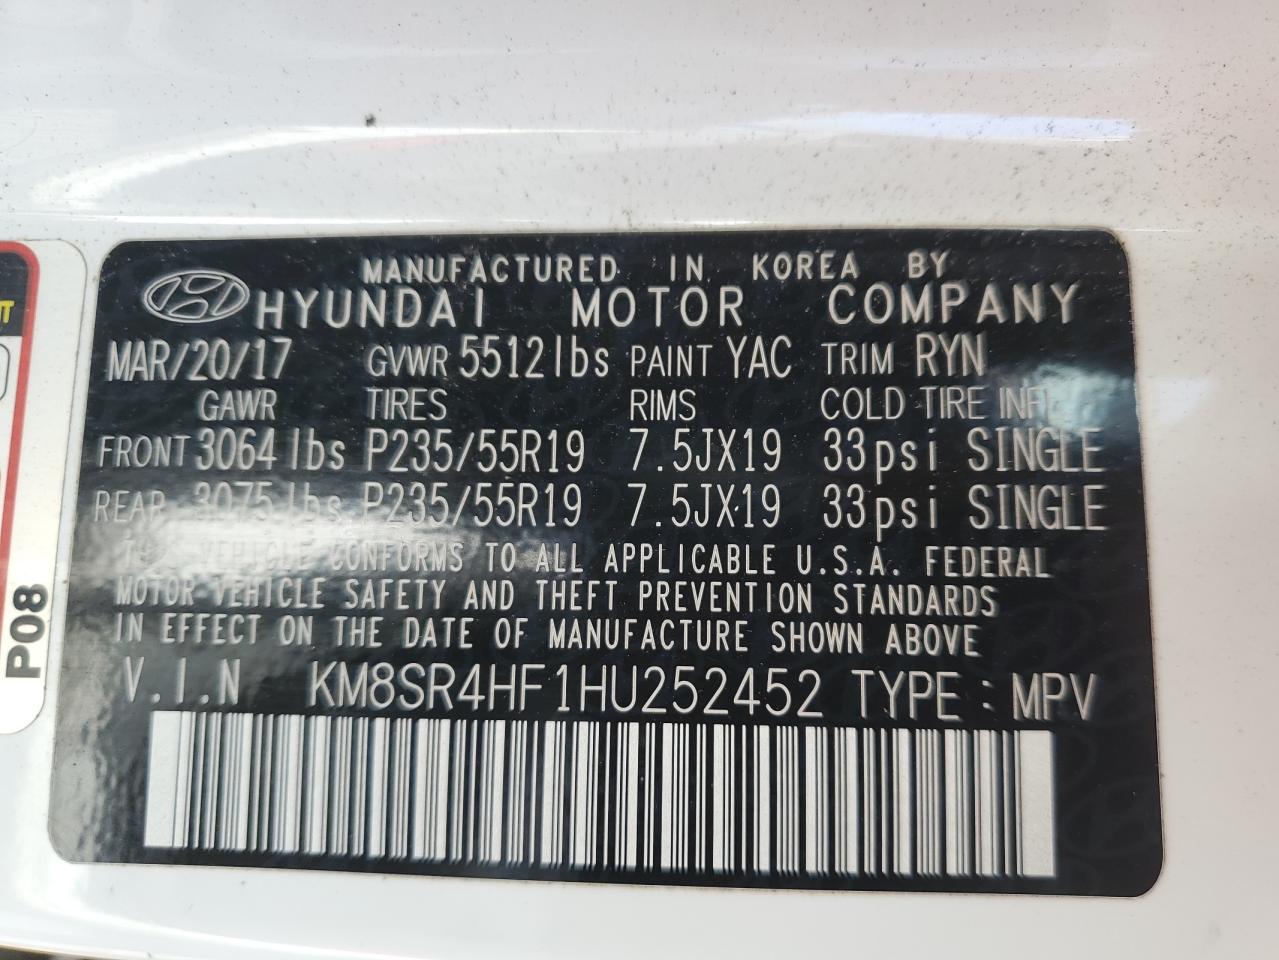 MANUFACTURED IN KOREA BY
HYUNDAI MOTOR COMPANY
MAR/20/17 GVWR 5512lbs PAINT YAC TRIM RYN
GAWR TIRES RIMS COLD TIRE INFL
FRONT 3064lbs P235/55R19 7.5JX19 33psi SINGLE
REAR 3075lbs P235/55R19 7.5JX19 33psi SINGLE
THIS VEHICLE CONFORMS TO ALL APPLICABLE U.S.A. FEDERAL
MOTOR VEHICLE SAFETY AND THEFT PREVENTION STANDARDS
IN EFFECT ON THE DATE OF MANUFACTURE SHOWN ABOVE
V.I.N KM8SR4HF1HU252452 TYPE : MPV
P08